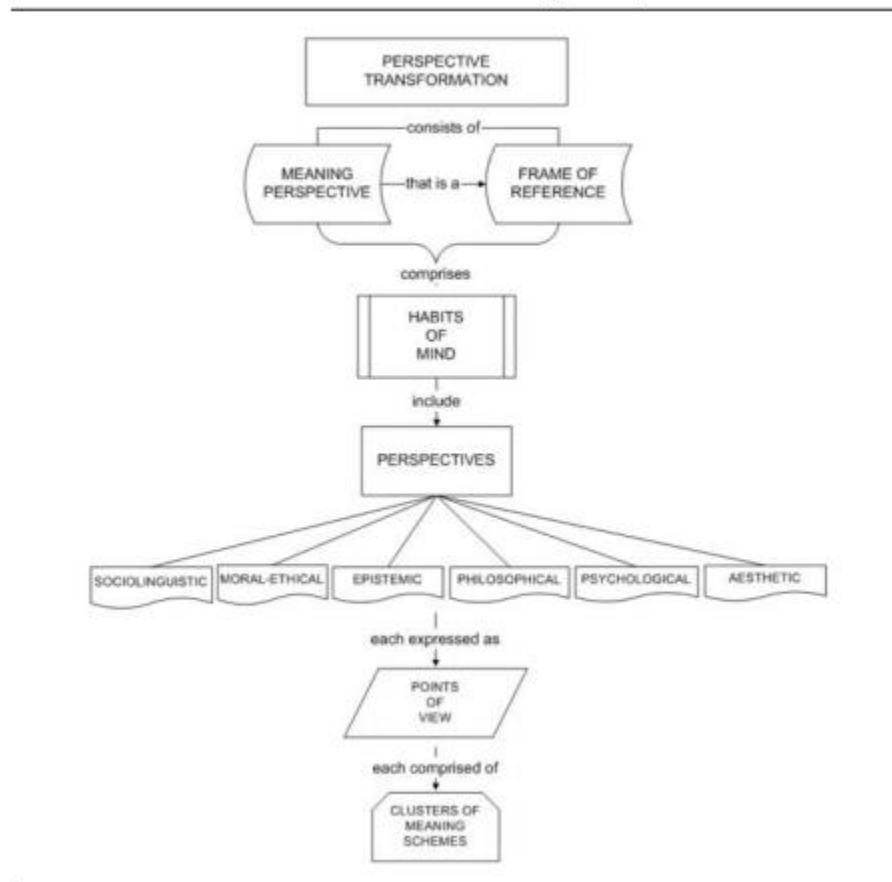 PERSPECTIVE
TRANSFORMATION
consists of
MEANING
PERSPECTIVE
that is a
FRAME OF
REFERENCE
comprises
HABITS
OF
MIND
include
PERSPECTIVES
SOCIOLINGUISTIC
MORAL-ETHICAL
EPISTEMIC
PHILOSOPHICAL
PSYCHOLOGICAL
AESTHETIC
each expressed as
POINTS
OF
VIEW
each comprised of
CLUSTERS OF
MEANING
SCHEMES